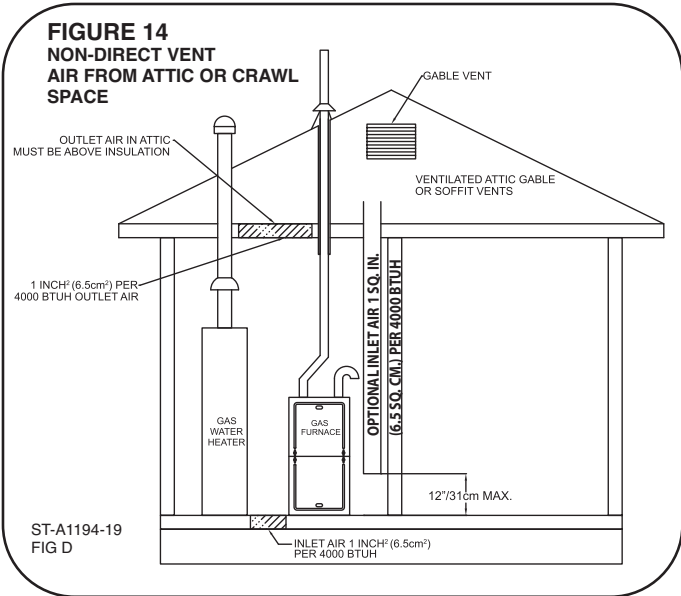 FIGURE 14
NON-DIRECT VENT
AIR FROM ATTIC OR CRAWL
SPACE
GABLE VENT
OUTLET AIR IN ATTIC
MUST BE ABOVE INSULATION
VENTILATED ATTIC GABLE
OR SOFFIT VENTS
1 INCH² (6.5cm²) PER
4000 BTUH OUTLET AIR
OPTIONAL INLET AIR 1 SQ. IN.
(6.5 SQ. CM.) PER 4000 BTUH
GAS
WATER
HEATER
GAS
FURNACE
12"/31cm MAX.
ST-A1194-19
FIG D
INLET AIR 1 INCH² (6.5cm²)
PER 4000 BTUH